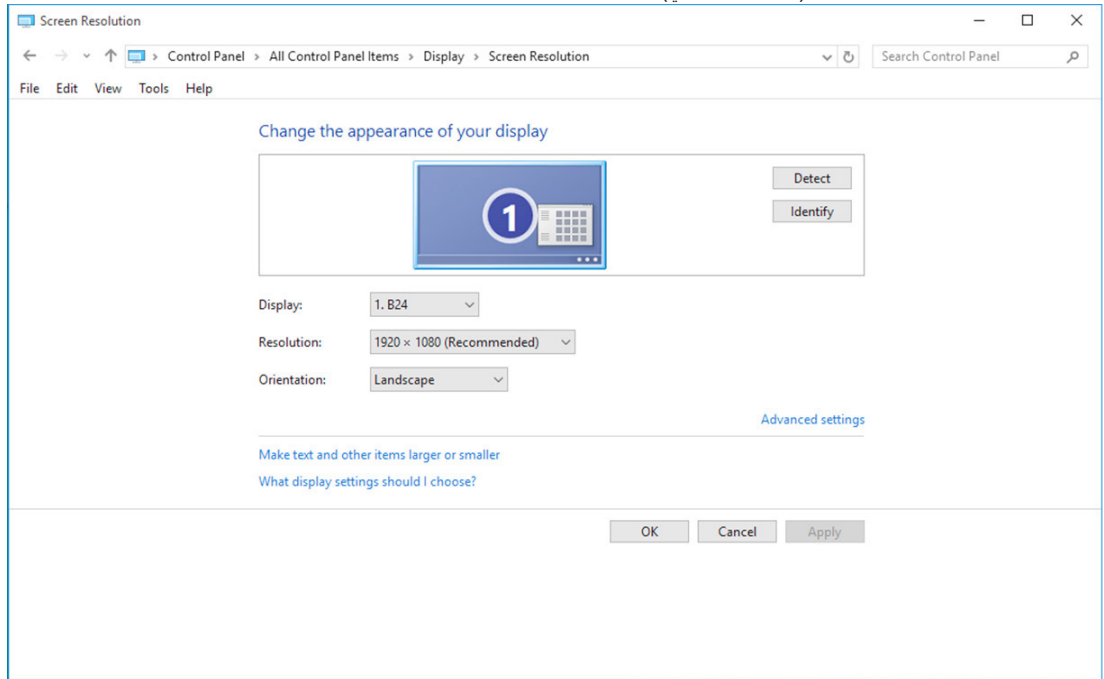 Screen Resolution
Control Panel > All Control Panel Items > Display > Screen Resolution
Search Control Panel
File Edit View Tools Help
Change the appearance of your display
1
Detect
Identify
Display: 1. B24
Resolution: 1920 × 1080 (Recommended)
Orientation: Landscape
Advanced settings
Make text and other items larger or smaller
What display settings should I choose?
OK Cancel Apply